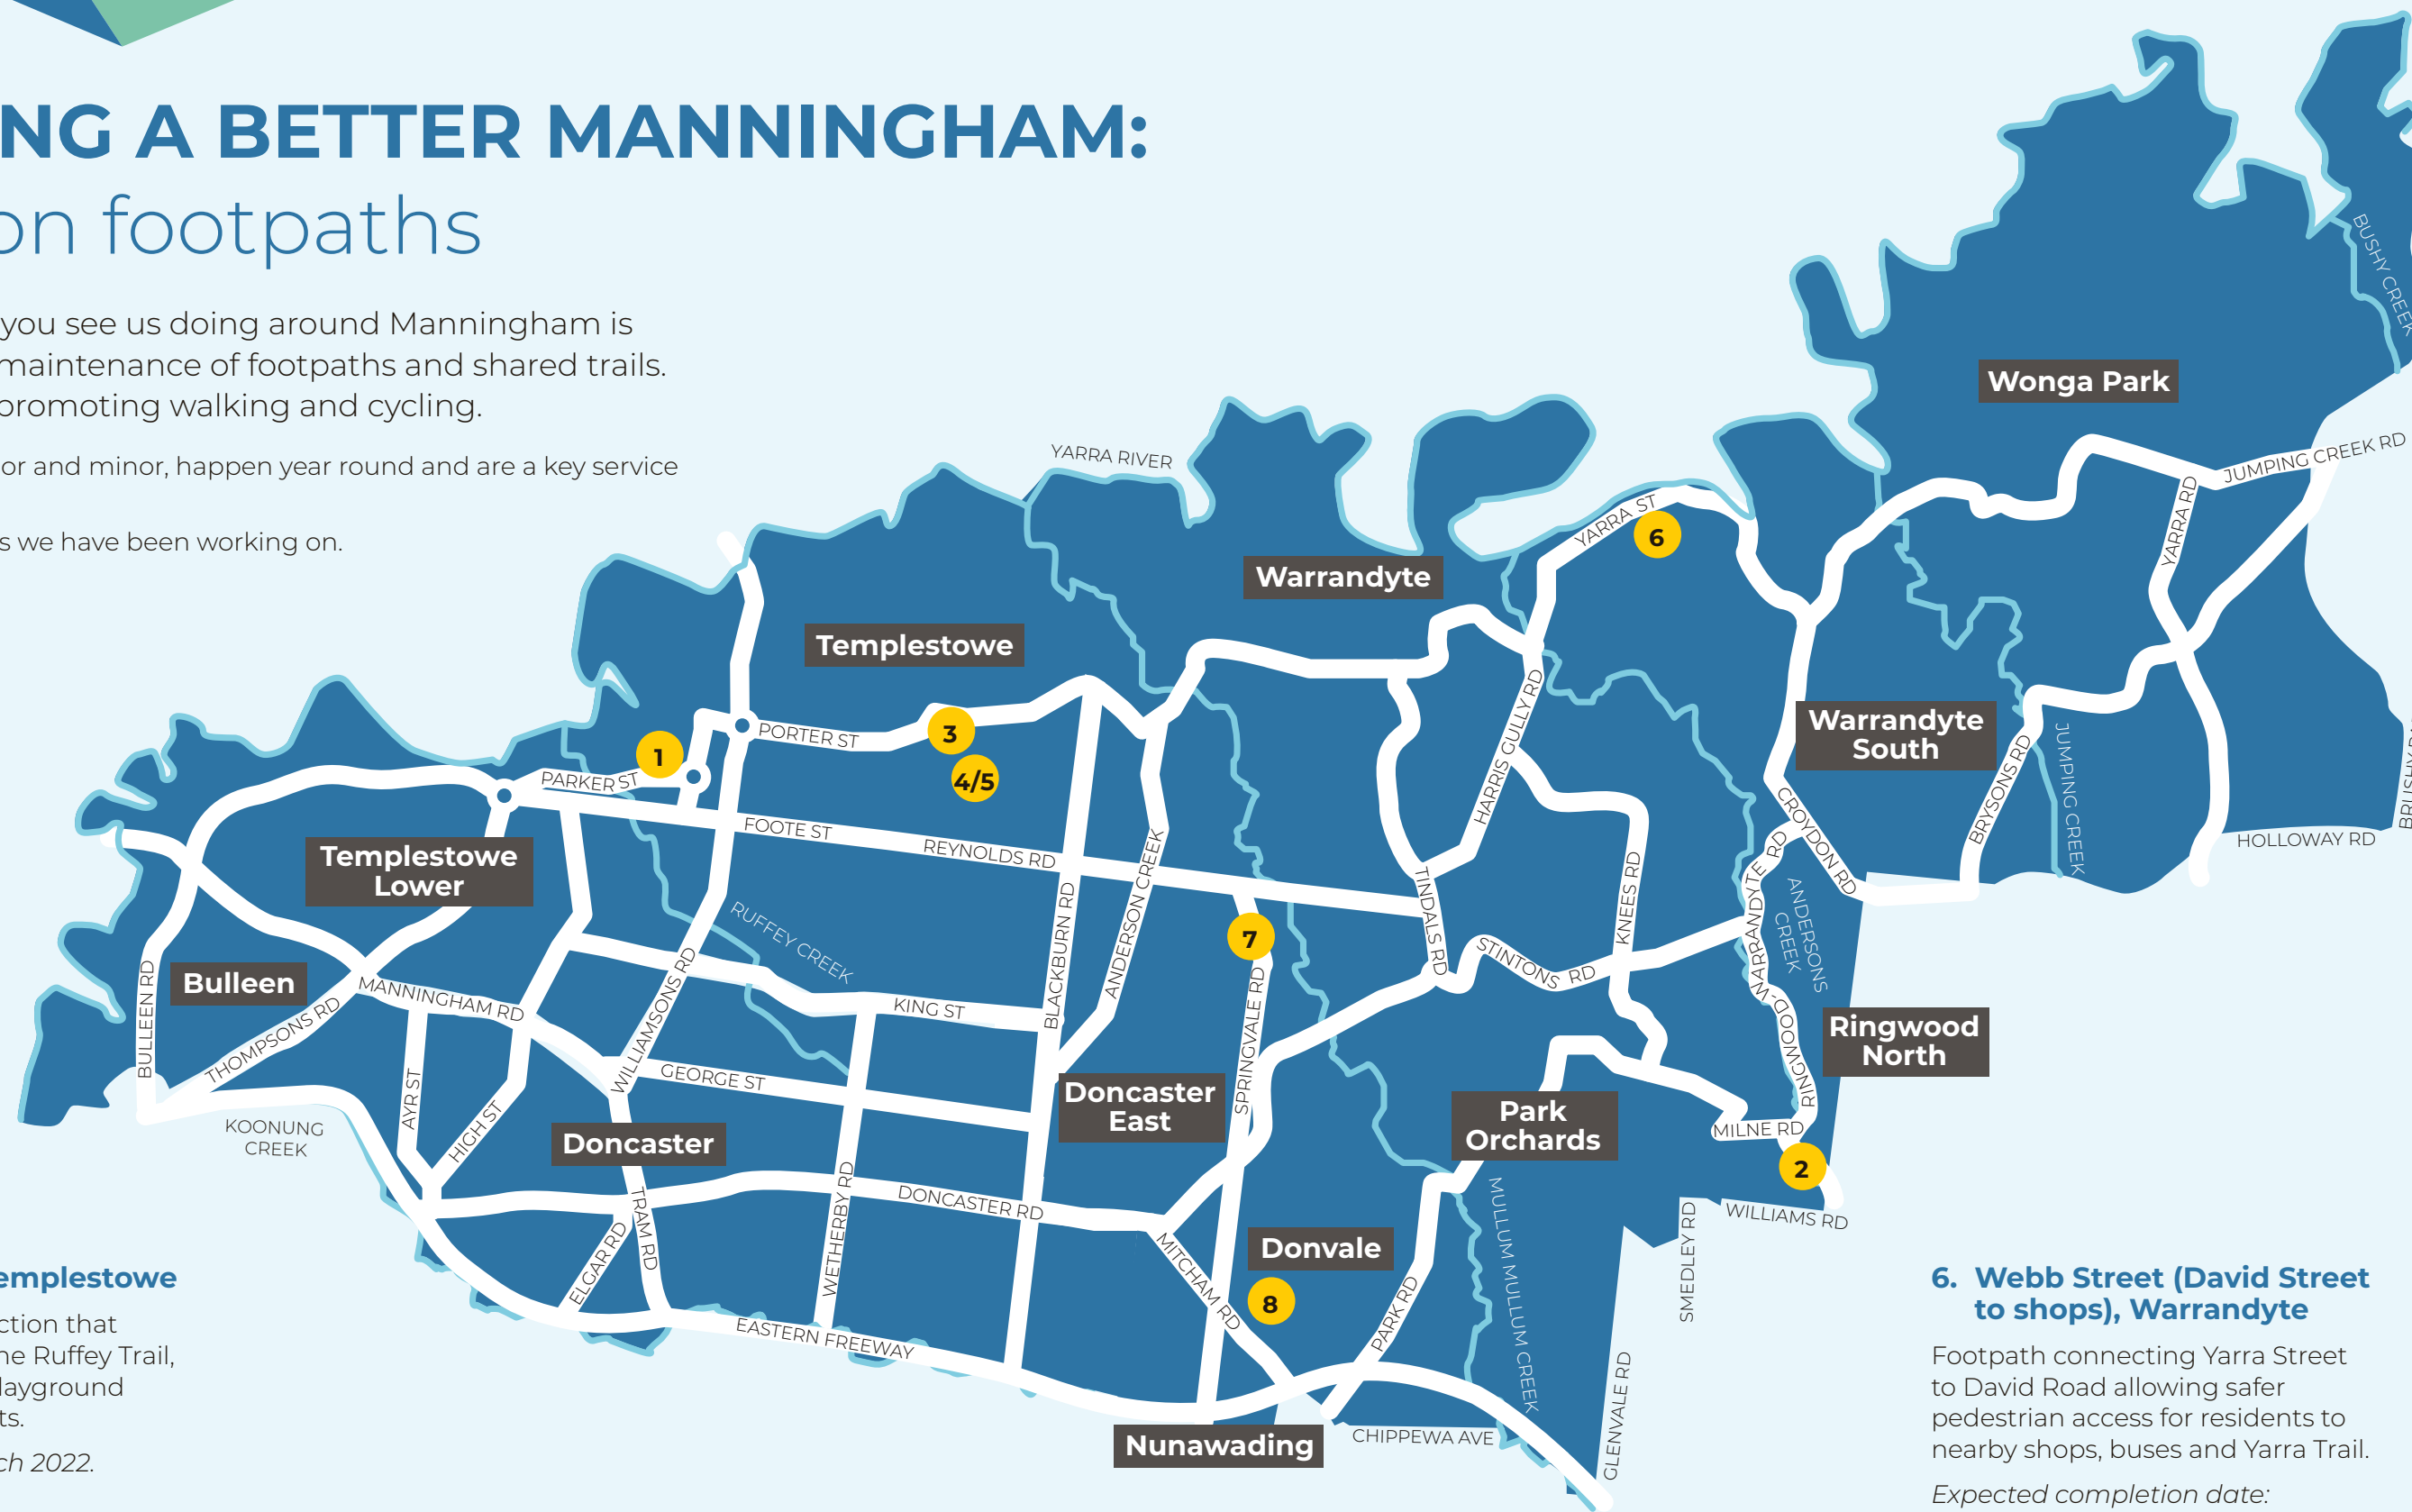 NG A BETTER MANNINGHAM:
on footpaths
you see us doing around Manningham is
maintenance of footpaths and shared trails.
promoting walking and cycling.
or and minor, happen year round and are a key service
s we have been working on.
BUSHY CREEK
Wonga Park
JUMPING CREEK RD
YARRA RD
YARRA RIVER
YARRA ST
6
Warrandyte
Templestowe
PORTER ST
3
4/5
1
PARKER ST
Warrandyte
South
HARRIS GULLY RD
CROYDON RD
BRYSONS RD
JUMPING CREEK
HOLLOWAY RD
FOOTE ST
REYNOLDS RD
Templestowe
Lower
RUFFEY CREEK
BLACKBURN RD
ANDERSON CREEK
7
TINDALS RD
KNEES RD
STINTONS RD
RINGWOOD-WARRANDYTE RD
ANDERSONS
CREEK
Bulleen
BULLEEN RD
THOMPSONS RD
MANNINGHAM RD
WILLIAMSONS RD
KING ST
SPRINGVALE RD
Ringwood
North
AYR ST
HIGH ST
GEORGE ST
KOONUNG
CREEK
Doncaster
Doncaster
East
Park
Orchards
MILNE RD
2
WILLIAMS RD
SMEDLEY RD
DONCASTER RD
TRAM RD
ELGAR RD
WETHERBY RD
MITCHAM RD
Donvale
8
PARK RD
MULLUM MULLUM CREEK
EASTERN FREEWAY
Nunawading
CHIPPEWA AVE
GLENVALE RD
emplestowe
ction that
ne Ruffey Trail,
layground
ts.
ch 2022.
6. Webb Street (David Street
to shops), Warrandyte
Footpath connecting Yarra Street
to David Road allowing safer
pedestrian access for residents to
nearby shops, buses and Yarra Trail.
Expected completion date: